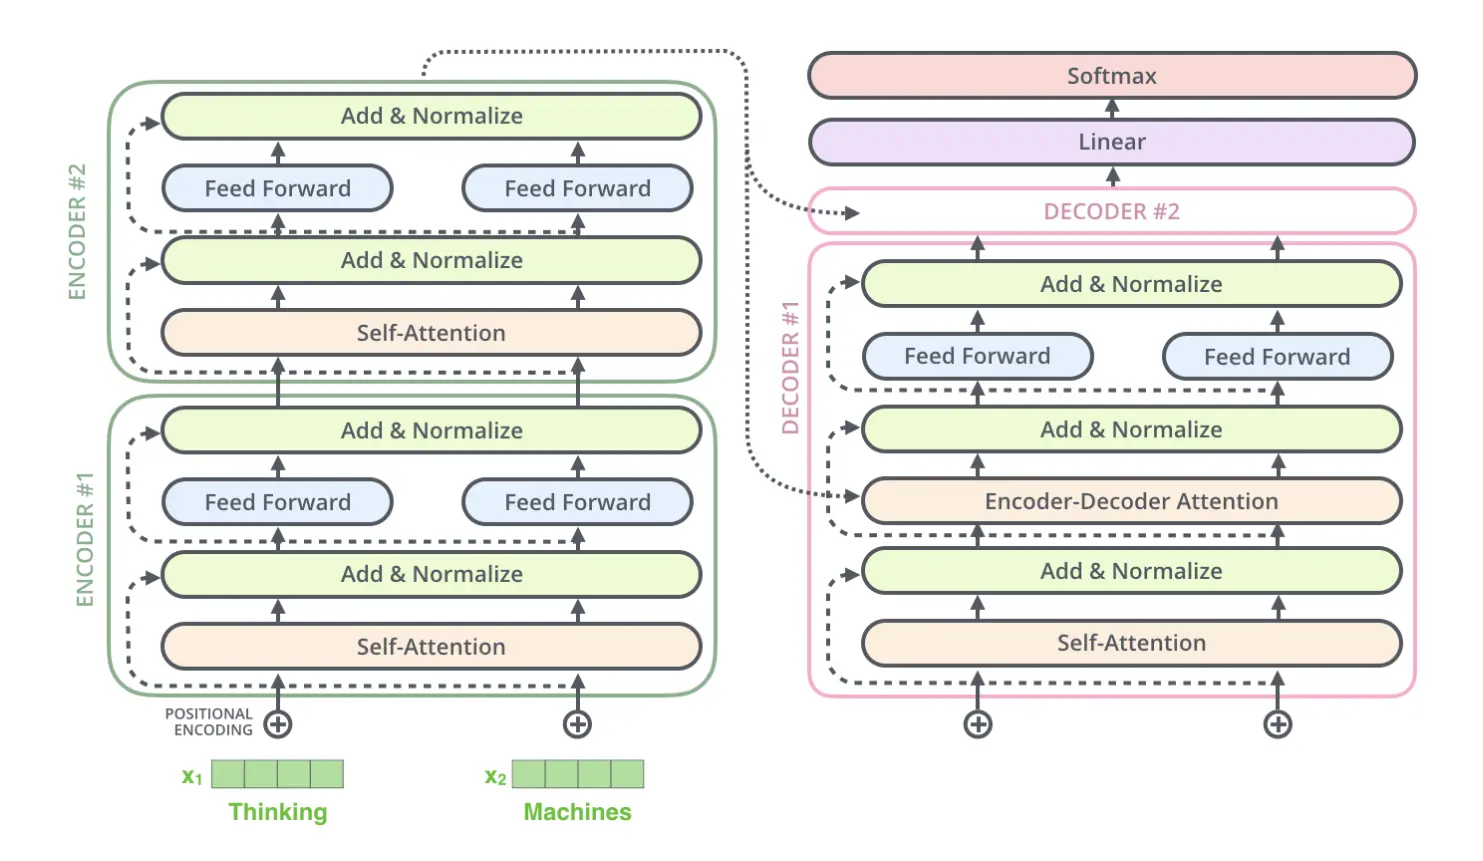 ENCODER #2
Add & Normalize
Feed Forward
Feed Forward
Add & Normalize
Self-Attention
ENCODER #1
Add & Normalize
Feed Forward
Feed Forward
Add & Normalize
Self-Attention
POSITIONAL
ENCODING
x₁
x₂
Thinking
Machines
Softmax
Linear
DECODER #2
DECODER #1
Add & Normalize
Feed Forward
Feed Forward
Add & Normalize
Encoder-Decoder Attention
Add & Normalize
Self-Attention